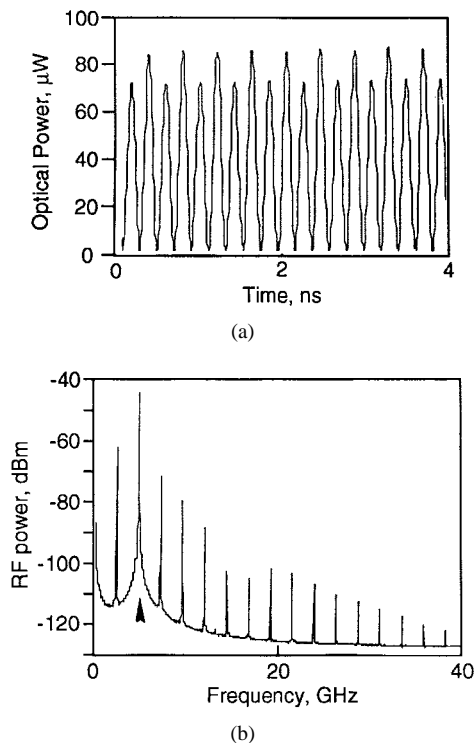 100
80
60
40
20
0
Optical Power, μW
0 2 4
Time, ns
(a)
-40
-60
-80
-100
-120
RF power, dBm
0 20 40
Frequency, GHz
(b)